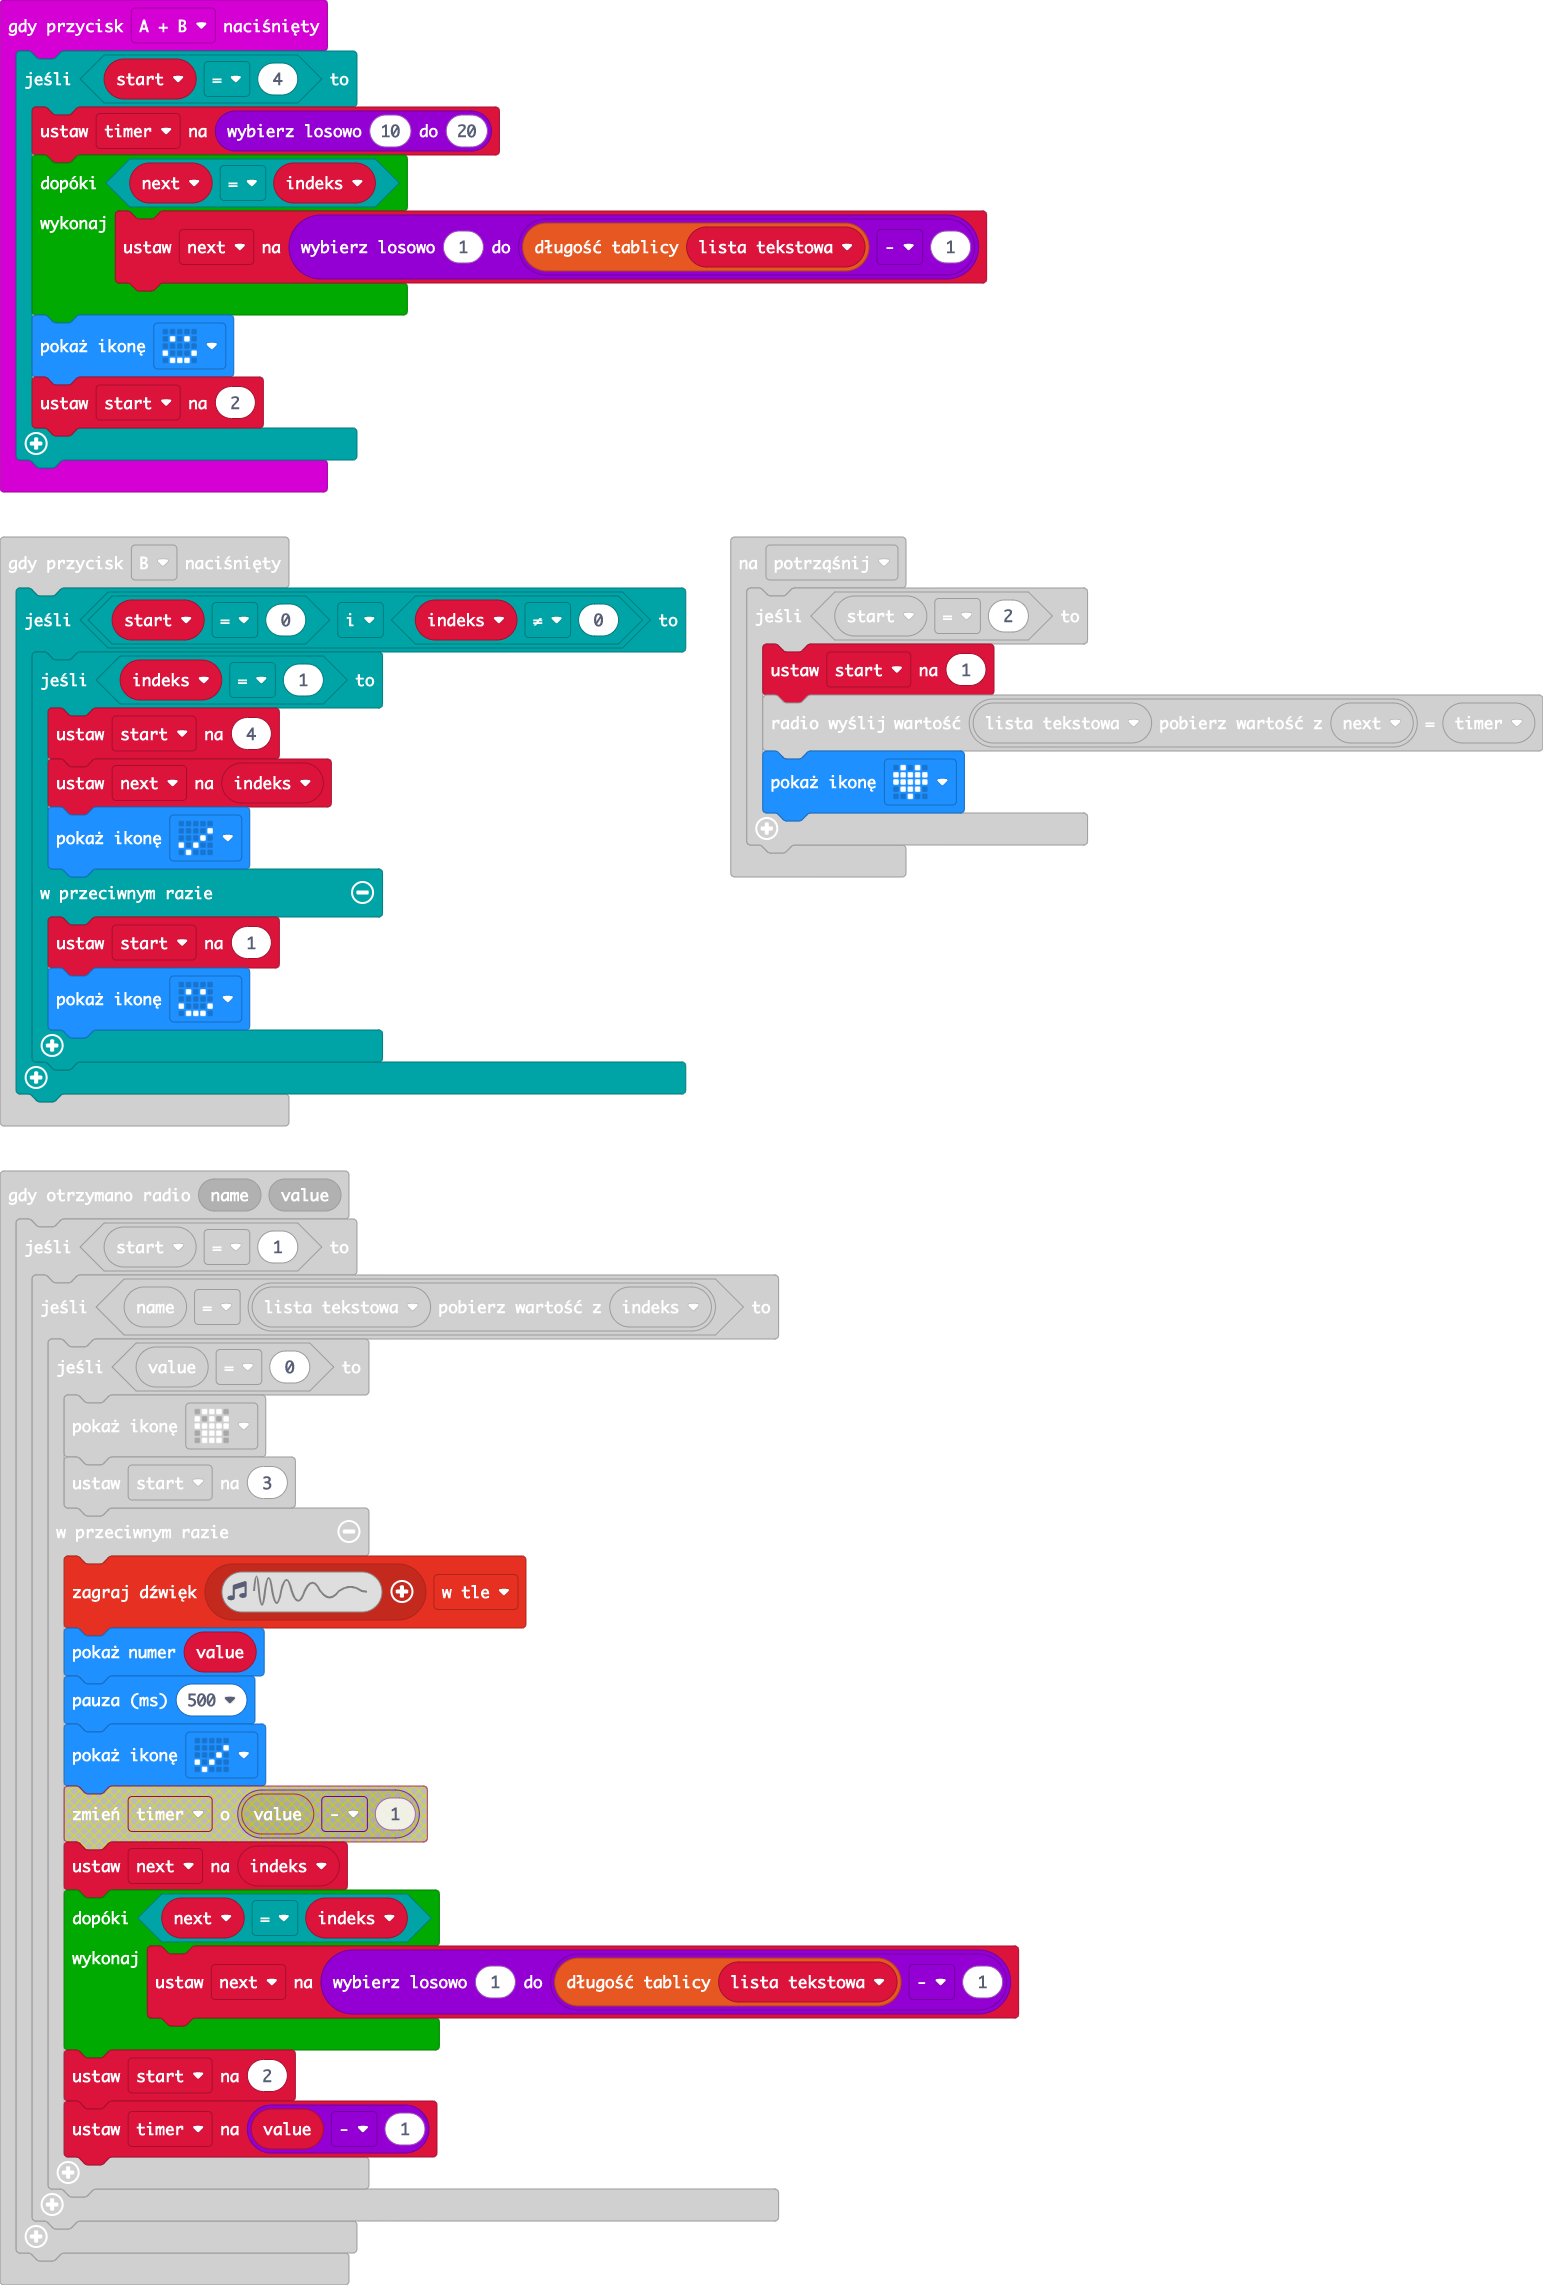 gdy przycisk A + B naciśnięty
jeśli start = 4 to
ustaw timer na wybierz losowo 10 do 20
dopóki next = indeks
wykonaj
ustaw next na wybierz losowo 1 do długość tablicy lista tekstowa - 1
pokaż ikonę
ustaw start na 2
gdy przycisk B naciśnięty
jeśli start = 0 i indeks ≠ 0 to
jeśli indeks = 1 to
ustaw start na 4
ustaw next na indeks
pokaż ikonę
w przeciwnym razie
ustaw start na 1
pokaż ikonę
na potrząśnij
jeśli start = 2 to
ustaw start na 1
radio wyślij wartość lista tekstowa pobierz wartość z next = timer
pokaż ikonę
gdy otrzymano radio name value
jeśli start = 1 to
jeśli name = lista tekstowa pobierz wartość z indeks to
jeśli value = 0 to
pokaż ikonę
ustaw start na 3
w przeciwnym razie
zagraj dźwięk w tle
pokaż numer value
pauza (ms) 500
pokaż ikonę
zmień timer o value - 1
ustaw next na indeks
dopóki next = indeks
wykonaj
ustaw next na wybierz losowo 1 do długość tablicy lista tekstowa - 1
ustaw start na 2
ustaw timer na value - 1